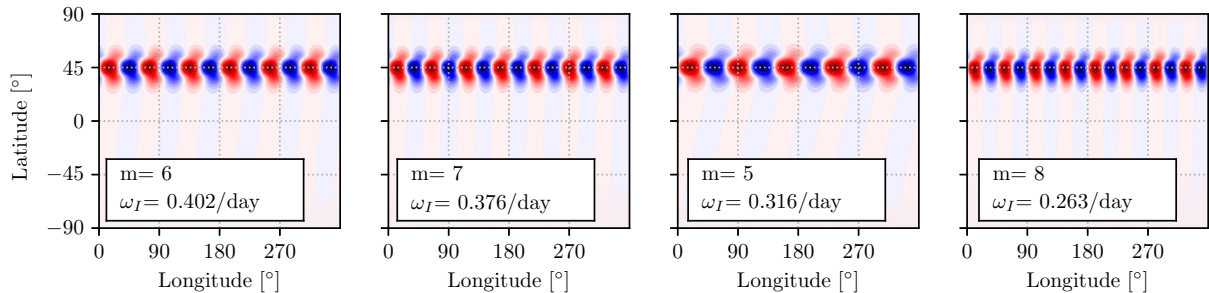 90
45
0
−45
−90
Latitude [°]
m= 6
ω_I= 0.402/day
0 90 180 270
Longitude [°]
m= 7
ω_I= 0.376/day
0 90 180 270
Longitude [°]
m= 5
ω_I= 0.316/day
0 90 180 270
Longitude [°]
m= 8
ω_I= 0.263/day
0 90 180 270
Longitude [°]